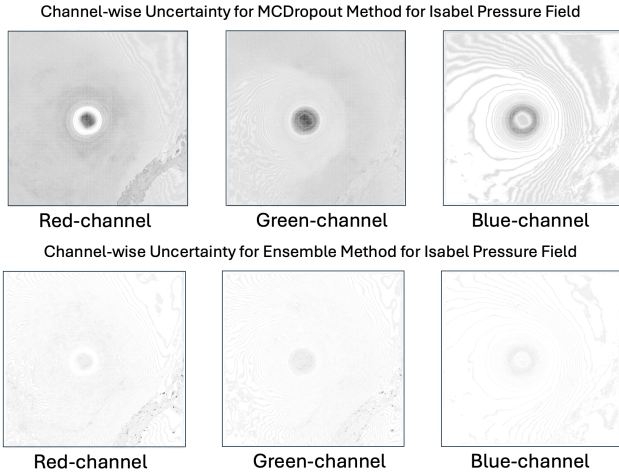 Channel-wise Uncertainty for MCDropout Method for Isabel Pressure Field
Red-channel
Green-channel
Blue-channel
Channel-wise Uncertainty for Ensemble Method for Isabel Pressure Field
Red-channel
Green-channel
Blue-channel